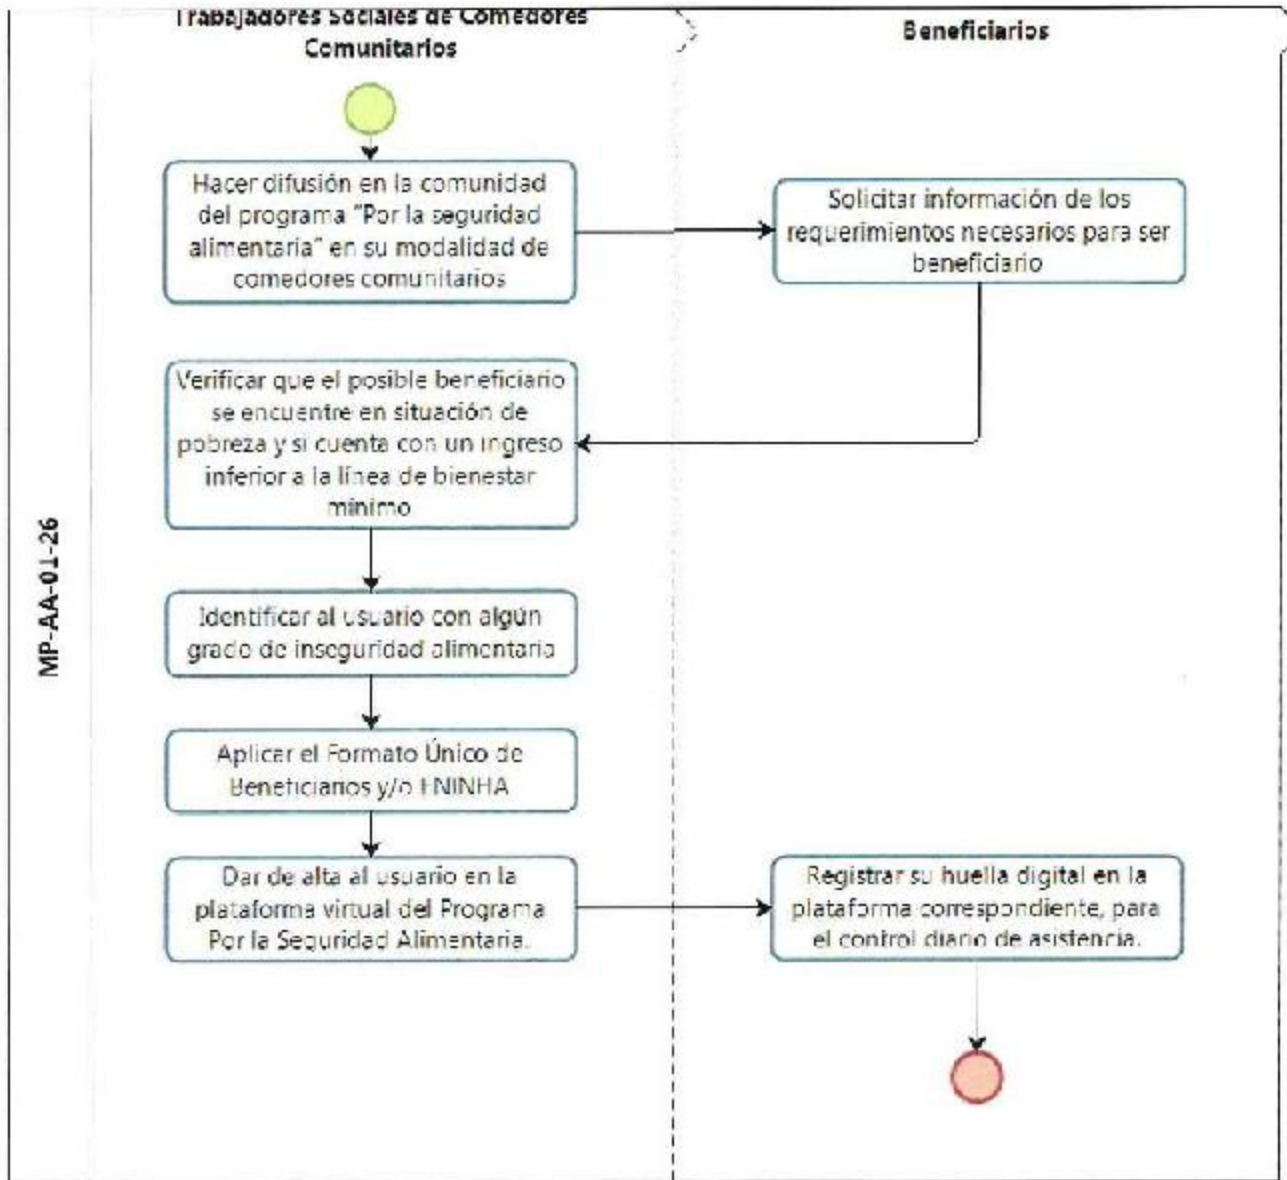 Trabajadores Sociales de Comedores
Comunitarios
Beneficiarios
MP-AA-01-26
Hacer difusión en la comunidad
del programa "Por la seguridad
alimentaria" en su modalidad de
comedores comunitarios
Solicitar información de los
requerimientos necesarios para ser
beneficiario
Verificar que el posible beneficiario
se encuentre en situación de
pobreza y si cuenta con un ingreso
inferior a la línea de bienestar
mínimo
Identificar al usuario con algún
grado de inseguridad alimentaria
Aplicar el Formato Único de
Beneficiarios y/o
Dar de alta al usuario en la
plataforma virtual del Programa
Por la Seguridad Alimentaria.
Registrar su huella digital en la
plataforma correspondiente, para
el control diario de asistencia.